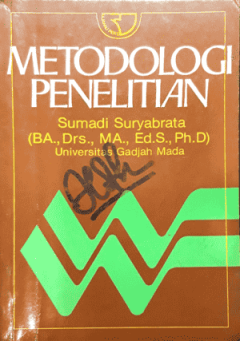 METODOLOGI
PENELITIAN
Sumadi Suryabrata
(BA., Drs., MA., Ed.S., Ph.D)
Universitas Gadjah Mada